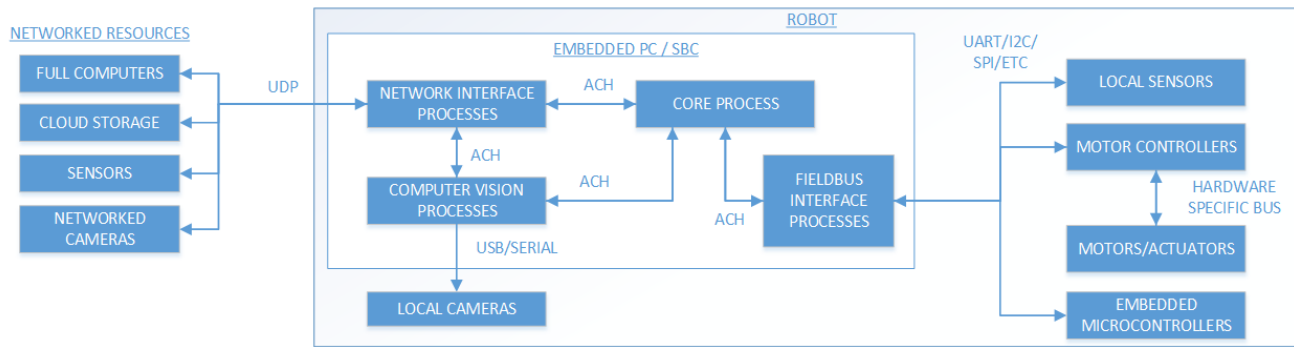 NETWORKED RESOURCES
FULL COMPUTERS
CLOUD STORAGE
SENSORS
NETWORKED
CAMERAS
UDP
ROBOT
EMBEDDED PC / SBC
NETWORK INTERFACE
PROCESSES
ACH
CORE PROCESS
ACH
COMPUTER VISION
PROCESSES
ACH
ACH
FIELDBUS
INTERFACE
PROCESSES
USB/SERIAL
LOCAL CAMERAS
UART/I2C/
SPI/ETC
LOCAL SENSORS
MOTOR CONTROLLERS
HARDWARE
SPECIFIC BUS
MOTORS/ACTUATORS
EMBEDDED
MICROCONTROLLERS